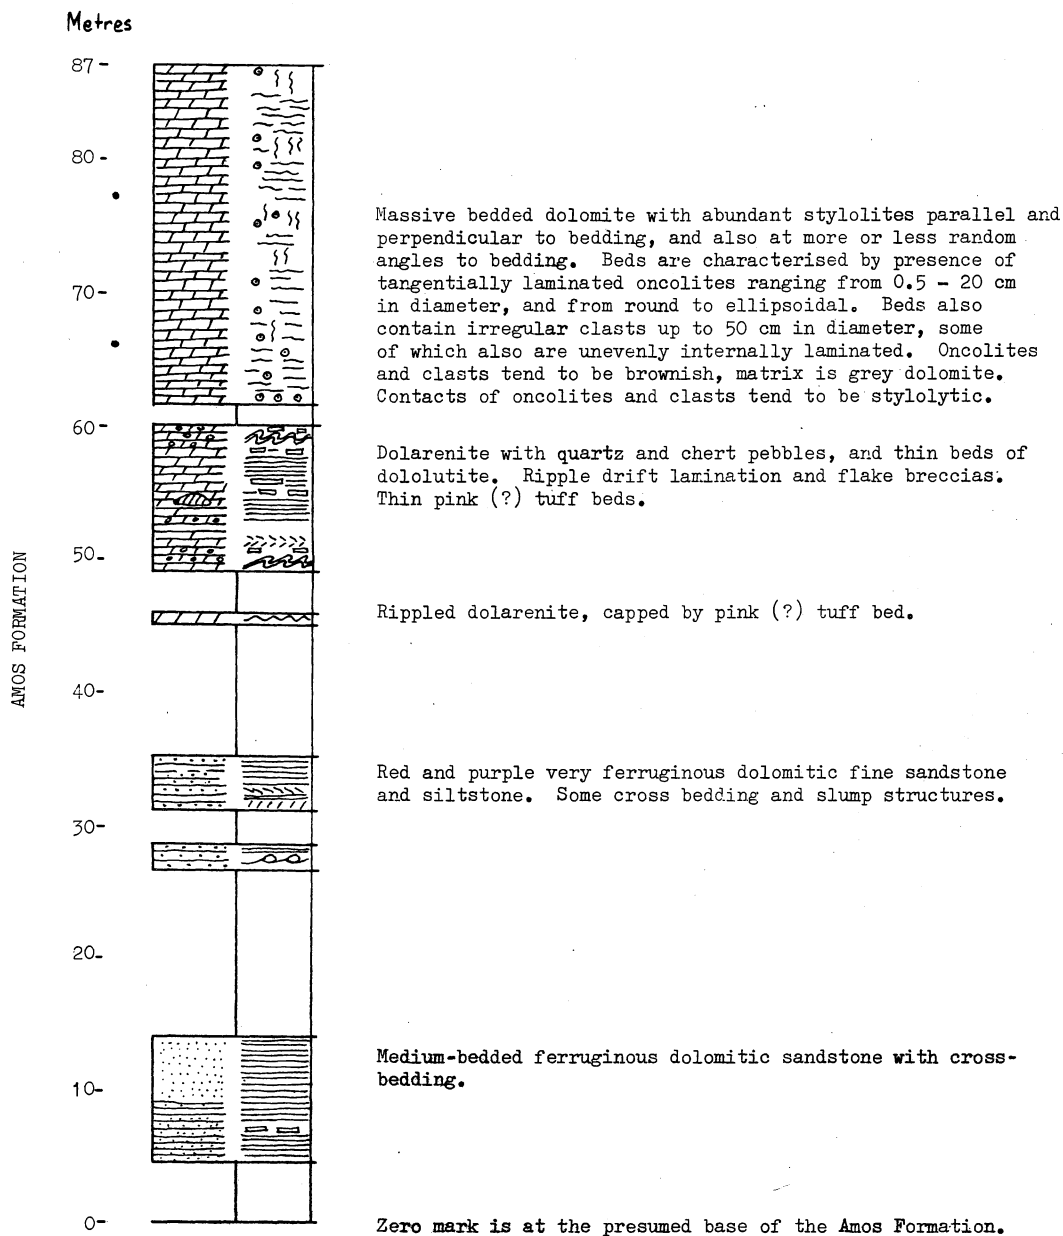 Metres
87-
80-
Massive bedded dolomite with abundant stylolites parallel and
perpendicular to bedding, and also at more or less random
angles to bedding. Beds are characterised by presence of
tangentially laminated oncolites ranging from 0.5 - 20 cm
in diameter, and from round to ellipsoidal. Beds also
contain irregular clasts up to 50 cm in diameter, some
of which also are unevenly internally laminated. Oncolites
and clasts tend to be brownish, matrix is grey dolomite.
Contacts of oncolites and clasts tend to be stylolytic.
70-
60-
Dolarenite with quartz and chert pebbles, and thin beds of
dololutite. Ripple drift lamination and flake breccias.
Thin pink (?) tuff beds.
50-
AMOS FORMATION
Rippled dolarenite, capped by pink (?) tuff bed.
40-
Red and purple very ferruginous dolomitic fine sandstone
and siltstone. Some cross bedding and slump structures.
30-
20-
Medium-bedded ferruginous dolomitic sandstone with cross-
bedding.
10-
0-
Zero mark is at the presumed base of the Amos Formation.